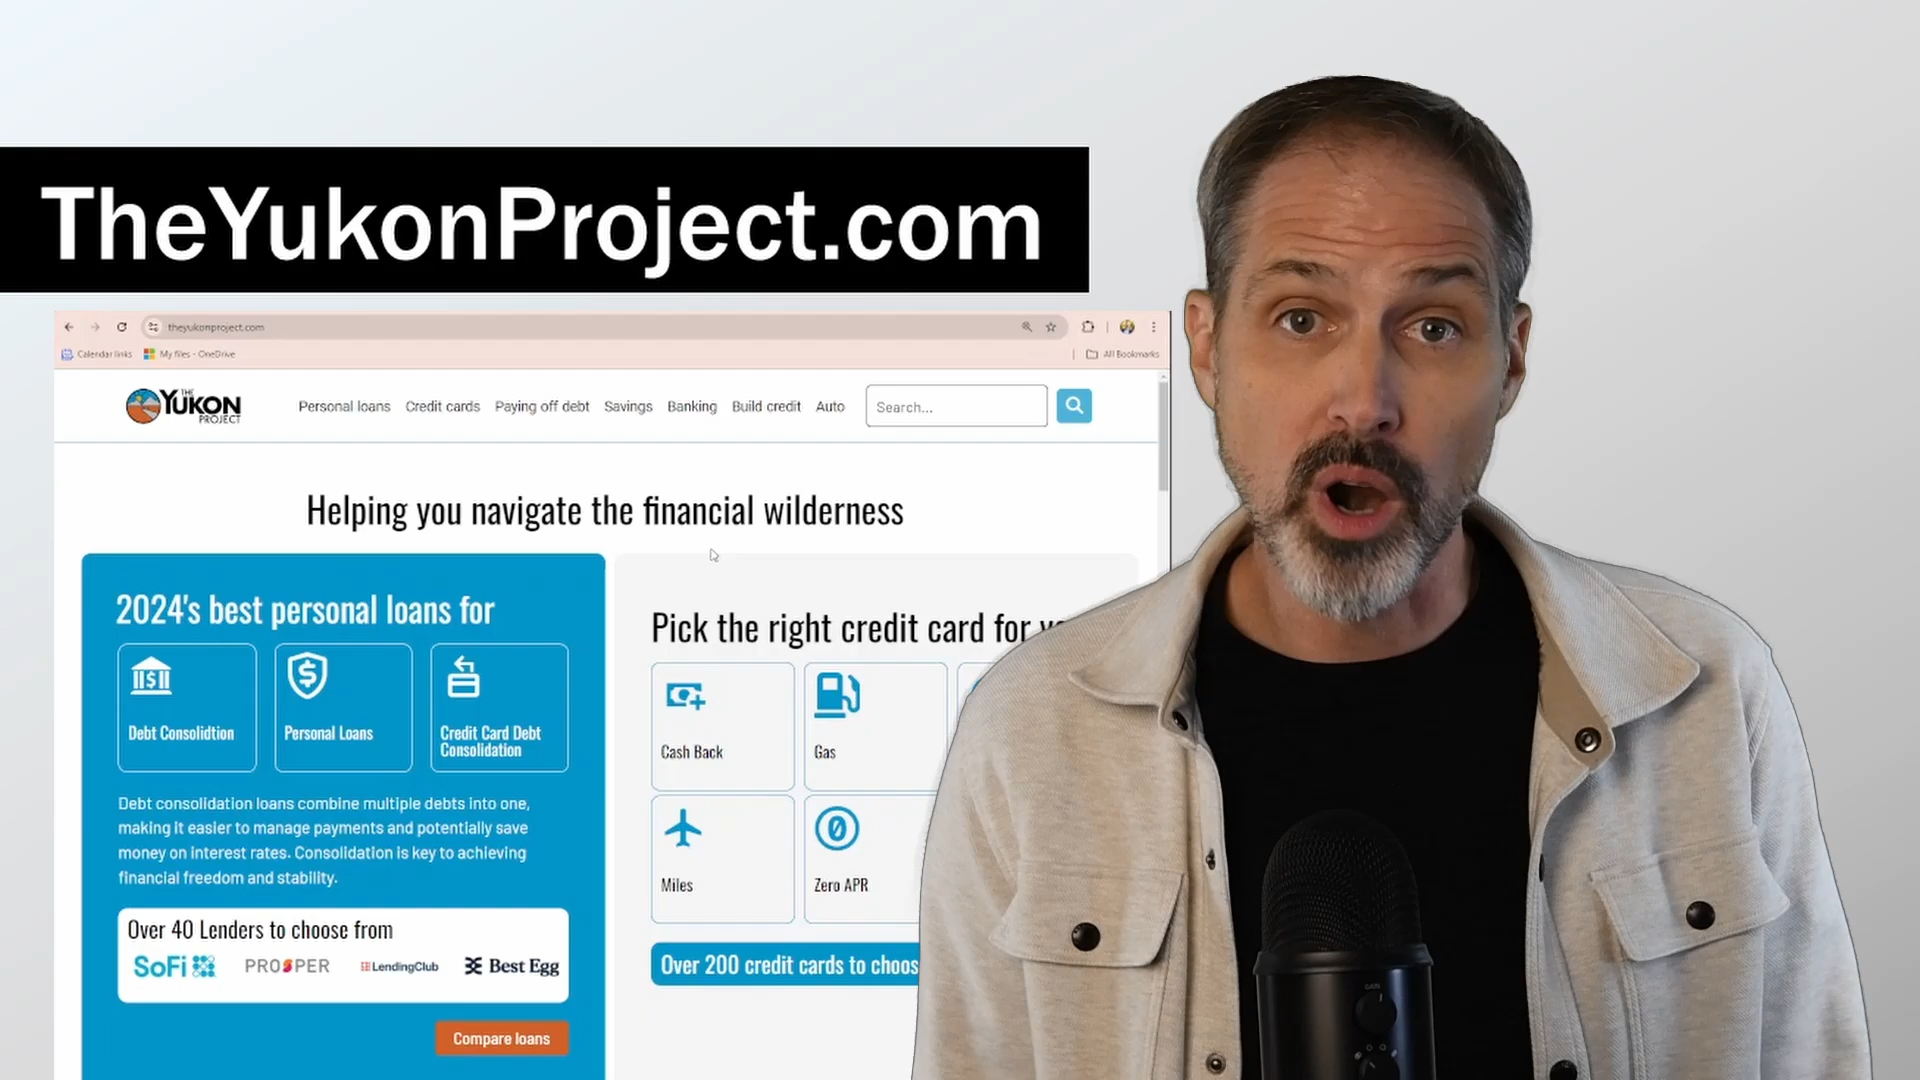 TheYukonProject.com
theyukonproject.com
Calendar links
My files - OneDrive
All Bookmarks
THE YUKON PROJECT
Personal loans
Credit cards
Paying off debt
Savings
Banking
Build credit
Auto
Search...
Helping you navigate the financial wilderness
2024's best personal loans for
Debt Consolidtion
Personal Loans
Credit Card Debt
Consolidation
Debt consolidation loans combine multiple debts into one,
making it easier to manage payments and potentially save
money on interest rates. Consolidation is key to achieving
financial freedom and stability.
Over 40 Lenders to choose from
SoFi
PROSPER
LendingClub
Best Egg
Compare loans
Pick the right credit card for
Cash Back
Gas
Miles
Zero APR
Over 200 credit cards to choos
GAIN